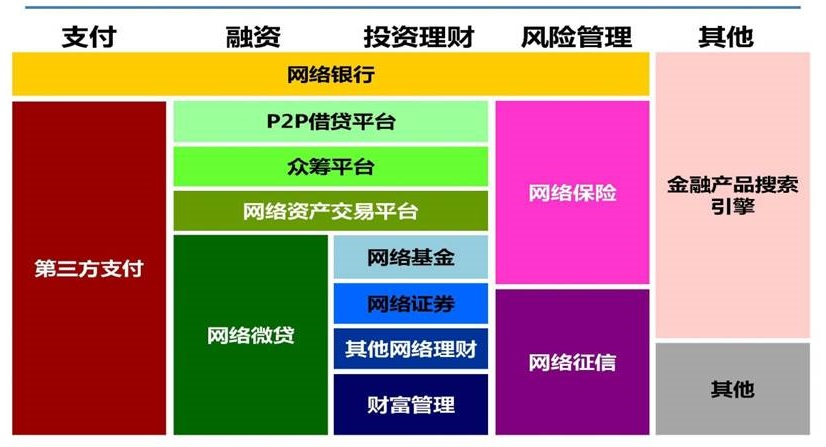 支付 融资 投资理财 风险管理 其他
网络银行
P2P借贷平台
众筹平台
网络资产交易平台
第三方支付
网络微贷
网络基金
网络证券
其他网络理财
财富管理
网络保险
网络征信
金融产品搜索
引擎
其他